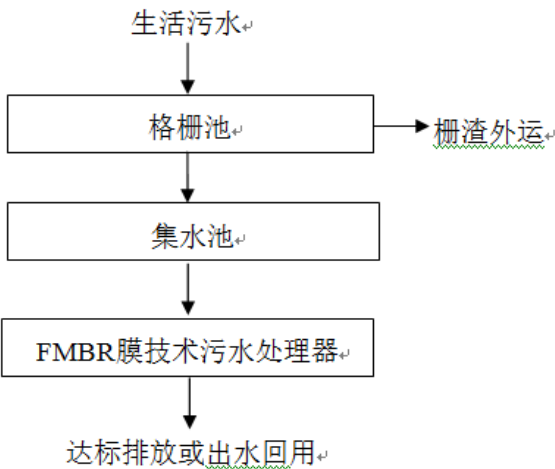 生活污水
格栅池
栅渣外运
集水池
FMBR膜技术污水处理器
达标排放或出水回用